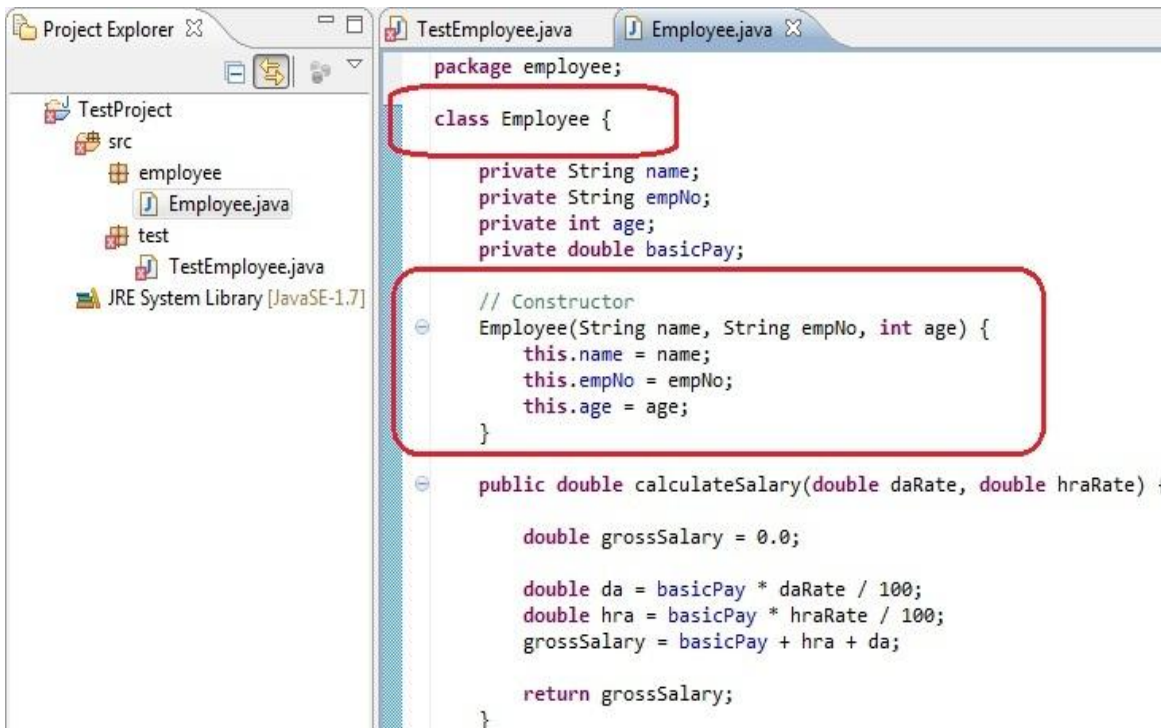 Project Explorer
TestProject
src
employee
Employee.java
test
TestEmployee.java
JRE System Library [JavaSE-1.7]
TestEmployee.java
Employee.java
package employee;
class Employee {
private String name;
private String empNo;
private int age;
private double basicPay;
// Constructor
Employee(String name, String empNo, int age) {
this.name = name;
this.empNo = empNo;
this.age = age;
}
public double calculateSalary(double daRate, double hraRate) {
double grossSalary = 0.0;
double da = basicPay * daRate / 100;
double hra = basicPay * hraRate / 100;
grossSalary = basicPay + hra + da;
return grossSalary;
}